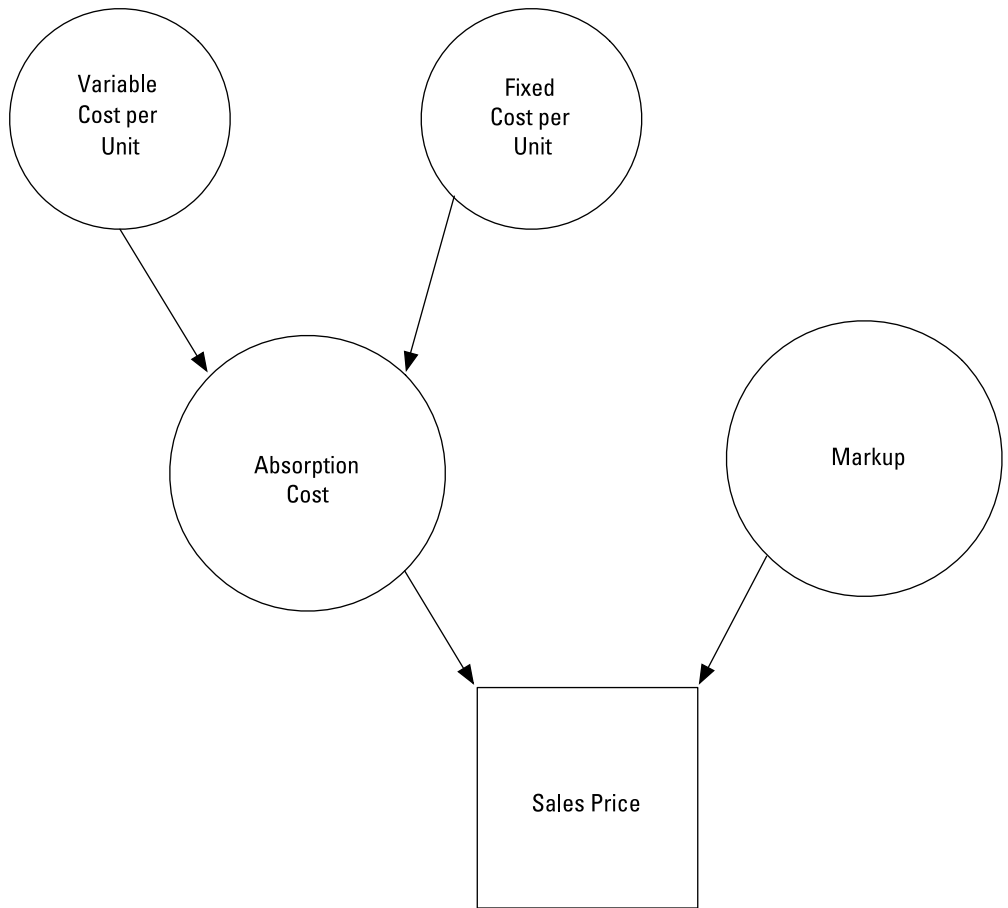 Variable
Cost per
Unit
Fixed
Cost per
Unit
Absorption
Cost
Markup
Sales Price